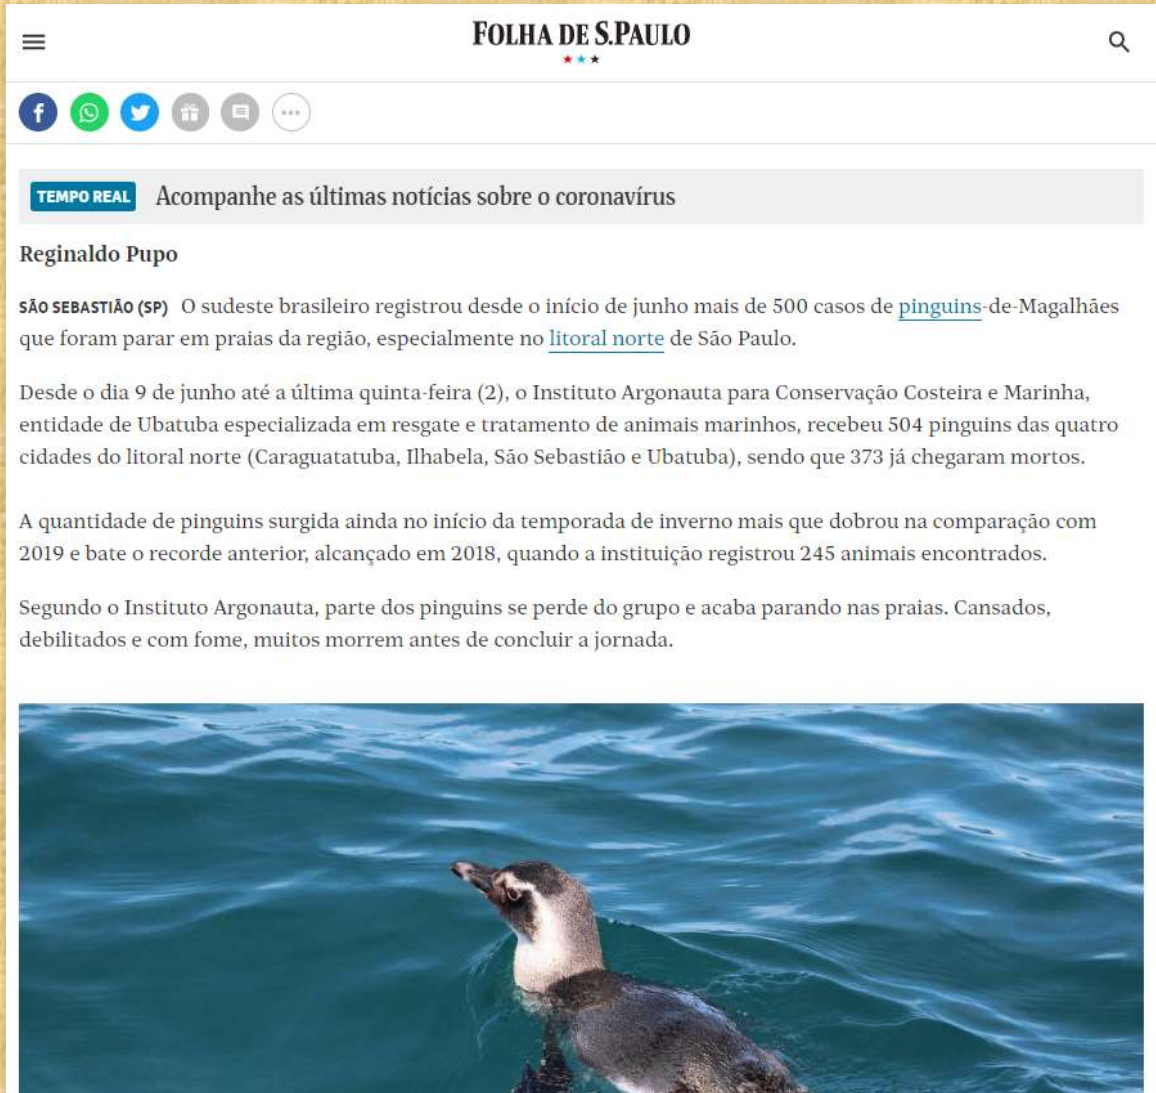 FOLHA DE S.PAULO
TEMPO REAL Acompanhe as últimas notícias sobre o coronavírus
Reginaldo Pupo
SÃO SEBASTIÃO (SP) O sudeste brasileiro registrou desde o início de junho mais de 500 casos de pinguins-de-Magalhães
que foram parar em praias da região, especialmente no litoral norte de São Paulo.
Desde o dia 9 de junho até a última quinta-feira (2), o Instituto Argonauta para Conservação Costeira e Marinha,
entidade de Ubatuba especializada em resgate e tratamento de animais marinhos, recebeu 504 pinguins das quatro
cidades do litoral norte (Caraguatatuba, Ilhabela, São Sebastião e Ubatuba), sendo que 373 já chegaram mortos.
A quantidade de pinguins surgida ainda no início da temporada de inverno mais que dobrou na comparação com
2019 e bate o recorde anterior, alcançado em 2018, quando a instituição registrou 245 animais encontrados.
Segundo o Instituto Argonauta, parte dos pinguins se perde do grupo e acaba parando nas praias. Cansados,
debilitados e com fome, muitos morrem antes de concluir a jornada.